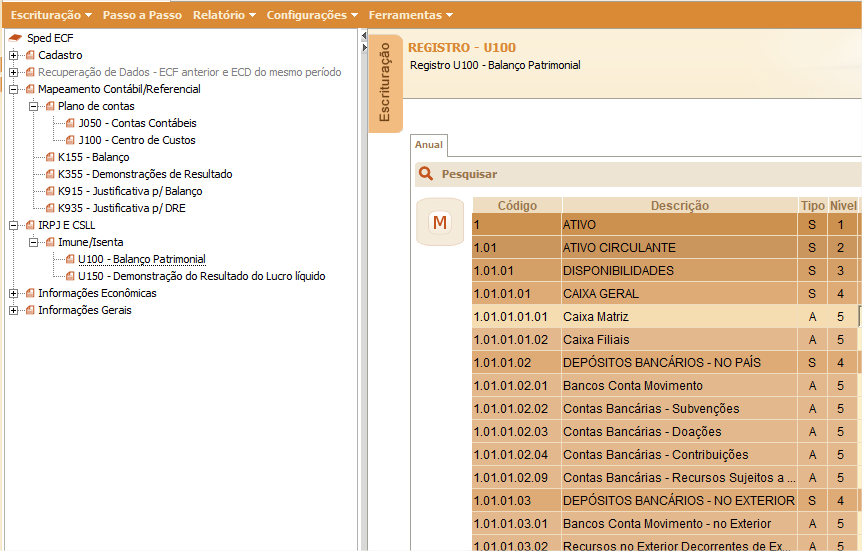 Escrituração Passo a Passo Relatório Configurações Ferramentas
Sped ECF
Cadastro
Recuperação de Dados - ECF anterior e ECD do mesmo período
Mapeamento Contábil/Referencial
Plano de contas
J050 - Contas Contábeis
J100 - Centro de Custos
K155 - Balanço
K355 - Demonstrações de Resultado
K915 - Justificativa p/ Balanço
K935 - Justificativa p/ DRE
IRPJ E CSLL
Imune/Isenta
U100 - Balanço Patrimonial
U150 - Demonstração do Resultado do Lucro líquido
Informações Econômicas
Informações Gerais
Escrituração
REGISTRO - U100
Registro U100 - Balanço Patrimonial
Anual
Pesquisar
M
Código Descrição Tipo Nível
1 ATIVO S 1
1.01 ATIVO CIRCULANTE S 2
1.01.01 DISPONIBILIDADES S 3
1.01.01.01 CAIXA GERAL S 4
1.01.01.01.01 Caixa Matriz A 5
1.01.01.01.02 Caixa Filiais A 5
1.01.01.02 DEPÓSITOS BANCÁRIOS - NO PAÍS S 4
1.01.01.02.01 Bancos Conta Movimento A 5
1.01.01.02.02 Contas Bancárias - Subvenções A 5
1.01.01.02.03 Contas Bancárias - Doações A 5
1.01.01.02.04 Contas Bancárias - Contribuições A 5
1.01.01.02.09 Contas Bancárias - Recursos Sujeitos a ... A 5
1.01.01.03 DEPÓSITOS BANCÁRIOS - NO EXTERIOR S 4
1.01.01.03.01 Bancos Conta Movimento - no Exterior A 5
1.01.01.03.02 Recursos no Exterior Decorrentes de Ex... A 5